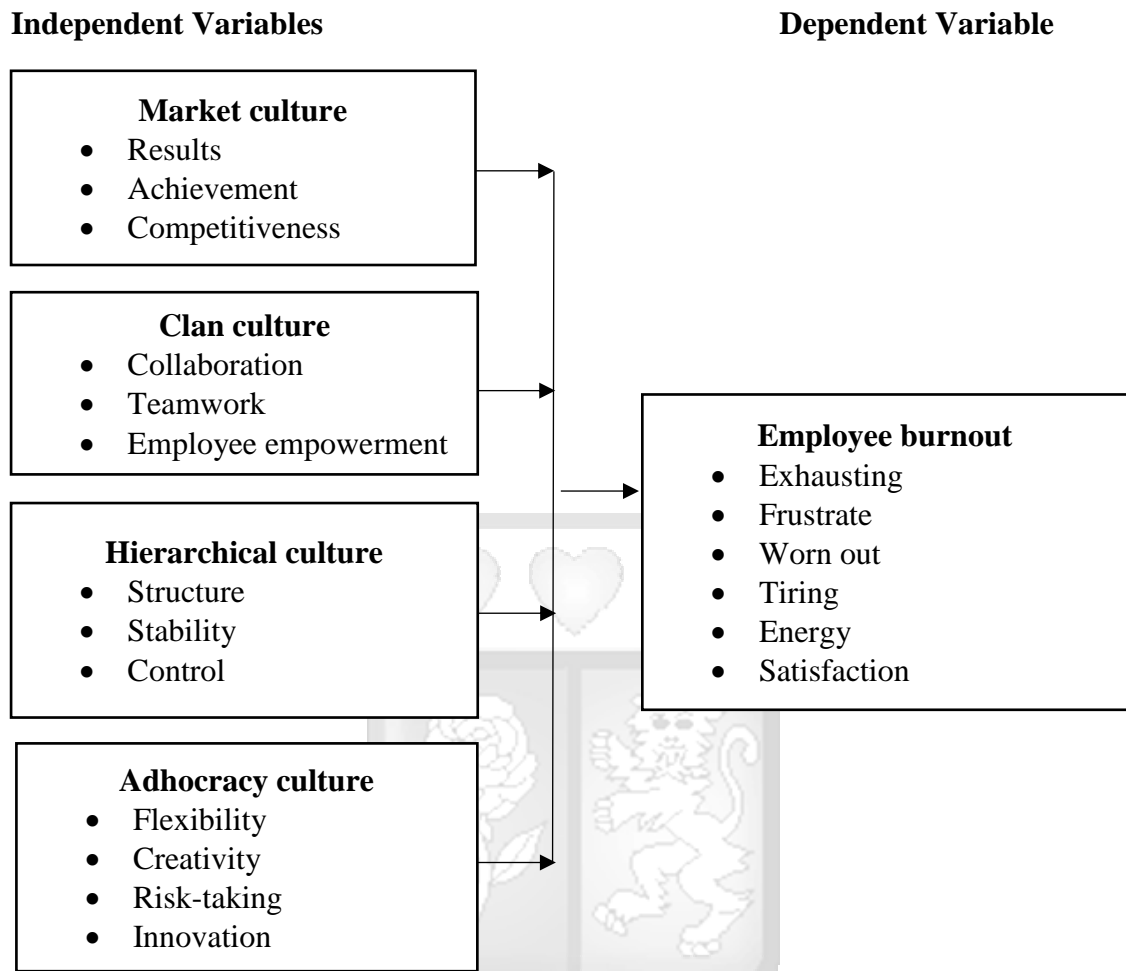 Independent Variables
Dependent Variable
Market culture
• Results
• Achievement
• Competitiveness
Clan culture
• Collaboration
• Teamwork
• Employee empowerment
Hierarchical culture
• Structure
• Stability
• Control
Adhocracy culture
• Flexibility
• Creativity
• Risk-taking
• Innovation
Employee burnout
• Exhausting
• Frustrate
• Worn out
• Tiring
• Energy
• Satisfaction